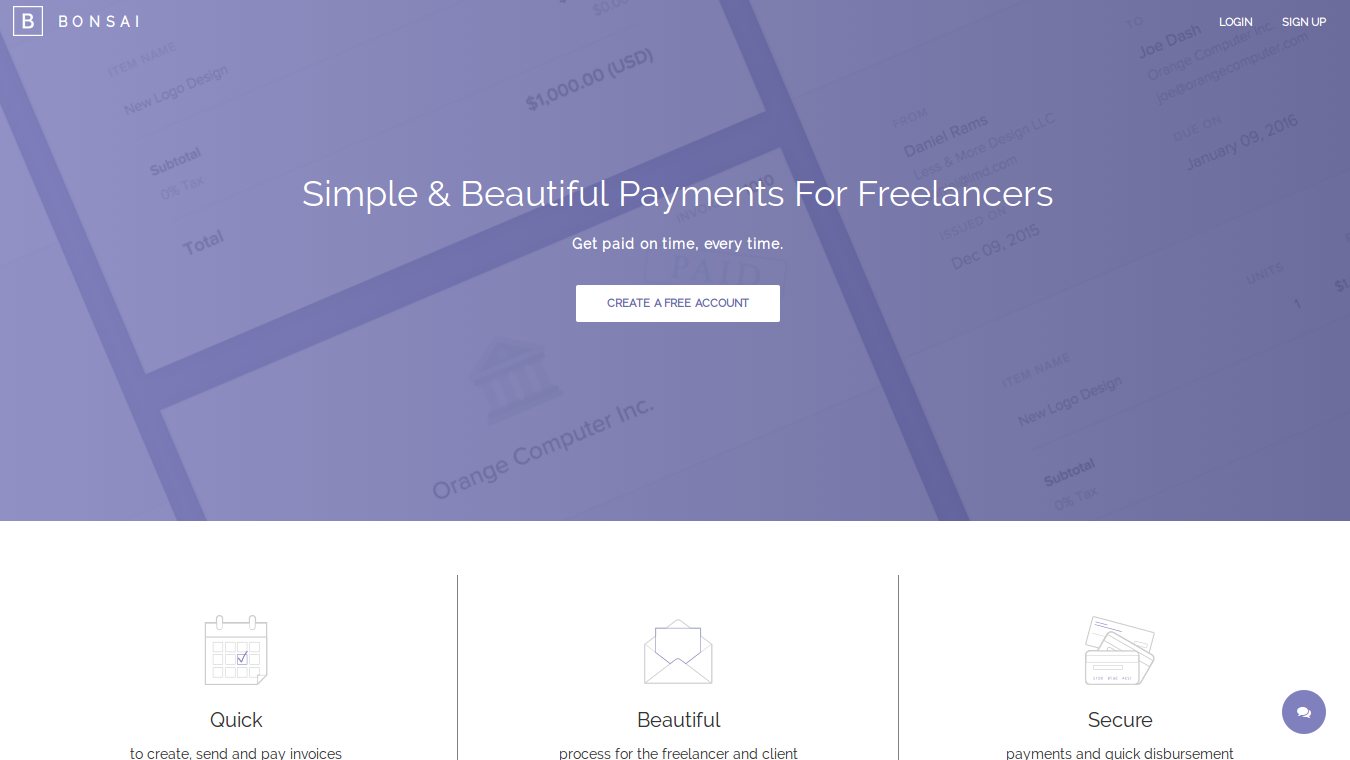 B BONSAI
LOGIN
SIGN UP
$0.00
ITEM NAME
New Logo Design
$1,000.00 (USD)
Subtotal
0% Tax
Total
TO
Joe Dash
Orange Computer Inc.
joe@orangecomputer.com
FROM
Daniel Rams
Less & More Design LLC
DUE ON
January 09, 2016
ISSUED ON
Dec 09, 2015
Simple & Beautiful Payments For Freelancers
Get paid on time, every time.
PAID
CREATE A FREE ACCOUNT
UNITS
1
Orange Computer Inc.
ITEM NAME
New Logo Design
Subtotal
0% Tax
Quick
to create, send and pay invoices
Beautiful
process for the freelancer and client
Secure
payments and quick disbursement